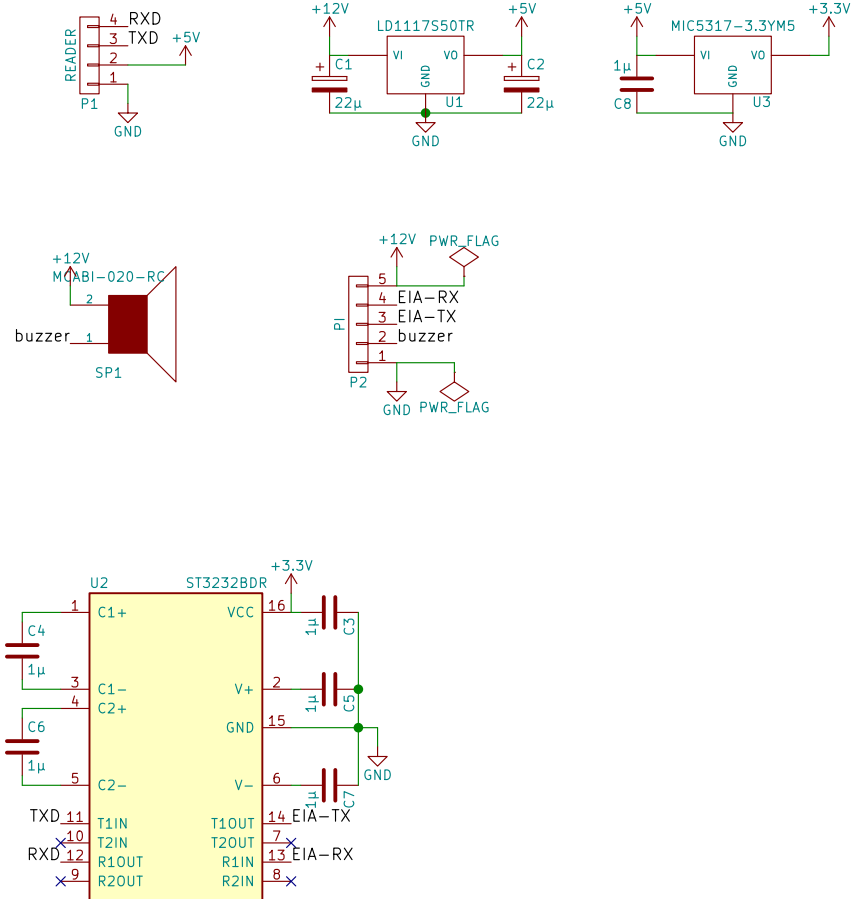 READER
4 RXD
3 TXD
2 +5V
1
P1
GND
+12V
LD1117S50TR
+5V
VI
VO
GND
+ C1
22µ
+ C2
22µ
U1
GND
+5V
MIC5317-3.3YM5
+3.3V
VI
VO
GND
1µ
C8
U3
GND
+12V
MCABI-020-RC
2
buzzer 1
SP1
+12V
PWR_FLAG
PI
5
4 EIA-RX
3 EIA-TX
2 buzzer
1
P2
GND
PWR_FLAG
U2
ST3232BDR
+3.3V
1 C1+
VCC 16
1µ
C3
C4
1µ
3 C1-
V+ 2
1µ
C5
4 C2+
GND 15
C6
1µ
GND
5 C2-
V- 6
1µ
C7
TXD 11 T1IN
T1OUT 14 EIA-TX
10 T2IN
T2OUT 7
RXD 12 R1OUT
R1IN 13 EIA-RX
9 R2OUT
R2IN 8